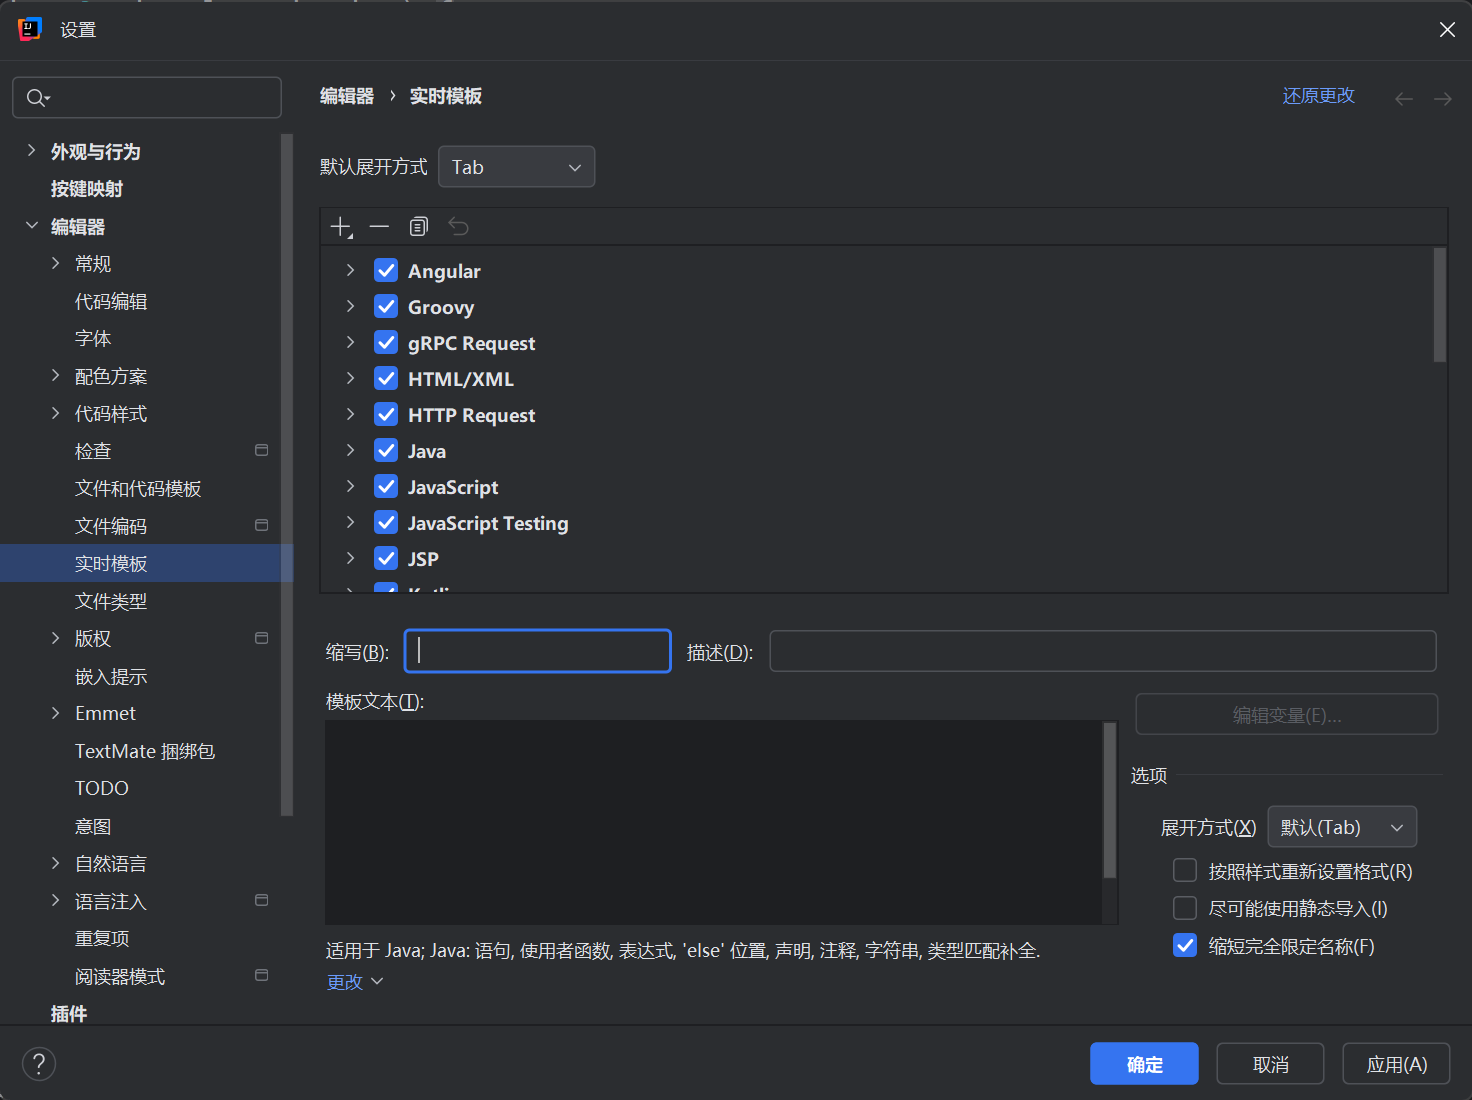 设置
编辑器 › 实时模板
还原更改
外观与行为
按键映射
编辑器
常规
代码编辑
字体
配色方案
代码样式
检查
文件和代码模板
文件编码
实时模板
文件类型
版权
嵌入提示
Emmet
TextMate 捆绑包
TODO
意图
自然语言
语言注入
重复项
阅读器模式
插件
默认展开方式 Tab
Angular
Groovy
gRPC Request
HTML/XML
HTTP Request
Java
JavaScript
JavaScript Testing
JSP
缩写(B):
描述(D):
模板文本(T):
编辑变量(E)...
选项
展开方式(X) 默认(Tab)
按照样式重新设置格式(R)
尽可能使用静态导入(I)
缩短完全限定名称(F)
适用于 Java; Java: 语句, 使用者函数, 表达式, 'else' 位置, 声明, 注释, 字符串, 类型匹配补全.
更改
?
确定
取消
应用(A)